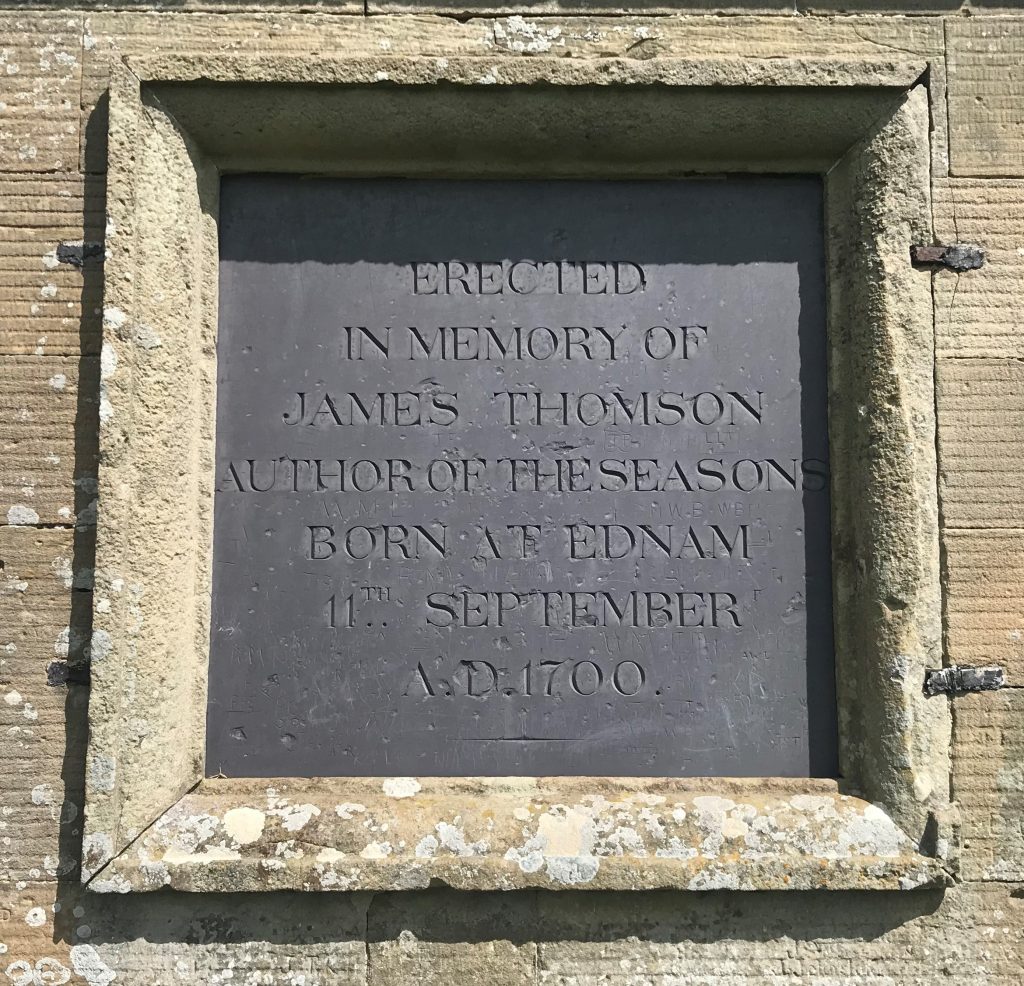 ERECTED
IN MEMORY OF
JAMES THOMSON
AUTHOR OF THE SEASONS
BORN AT EDNAM
11TH.. SEPTEMBER
A.D. 1700.